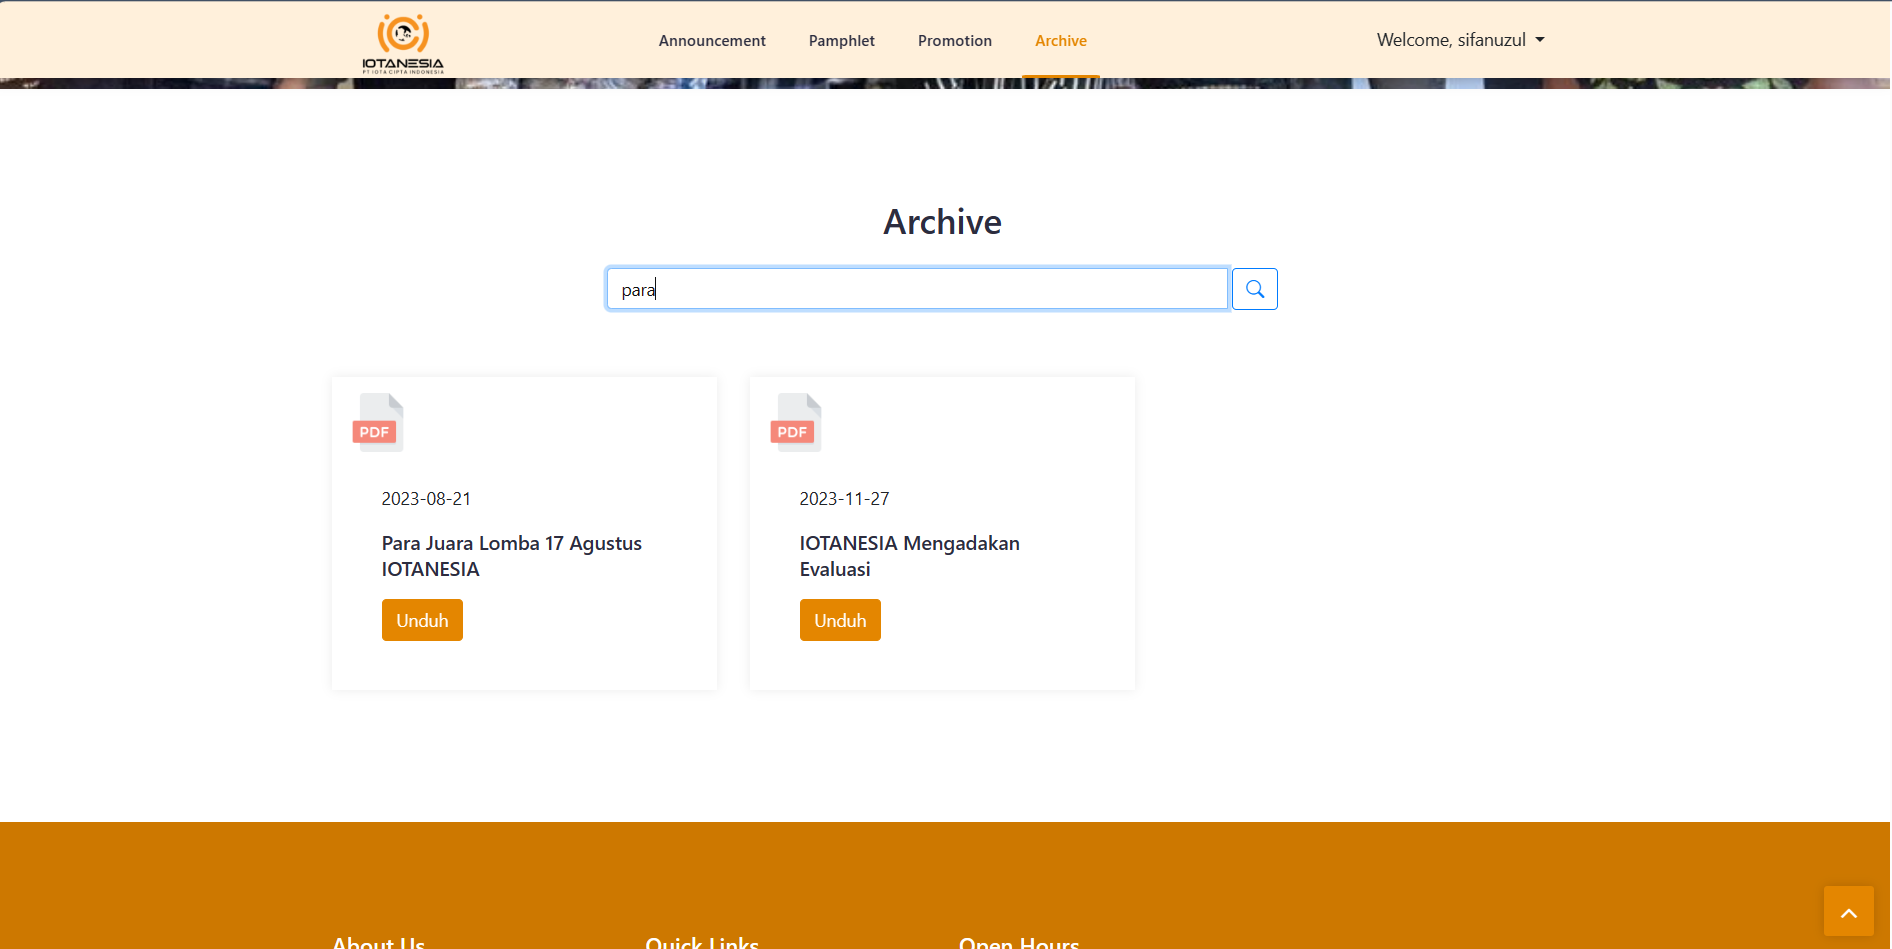 IOTANESIA
PT IOTA CIPTA INDONESIA
Announcement
Pamphlet
Promotion
Archive
Welcome, sifanuzul
Archive
para
PDF
2023-08-21
Para Juara Lomba 17 Agustus
IOTANESIA
Unduh
PDF
2023-11-27
IOTANESIA Mengadakan
Evaluasi
Unduh
About Us
Quick Links
Open Hours